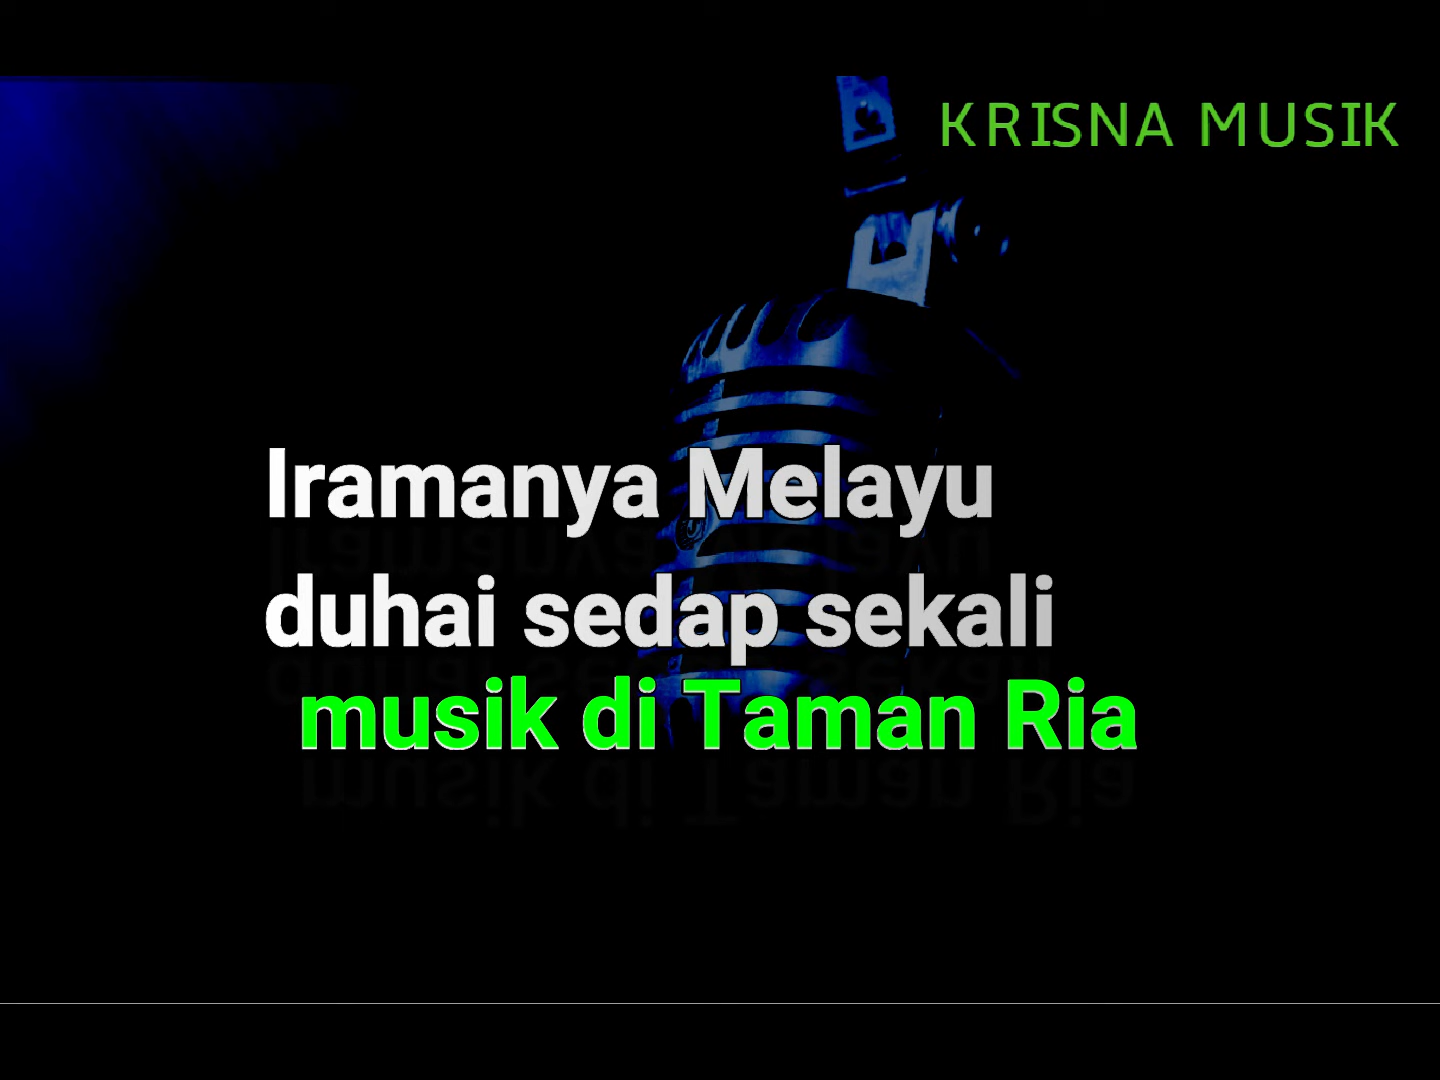 KRISNA MUSIK
Iramanya Melayu
duhai sedap sekali
musik di Taman Ria